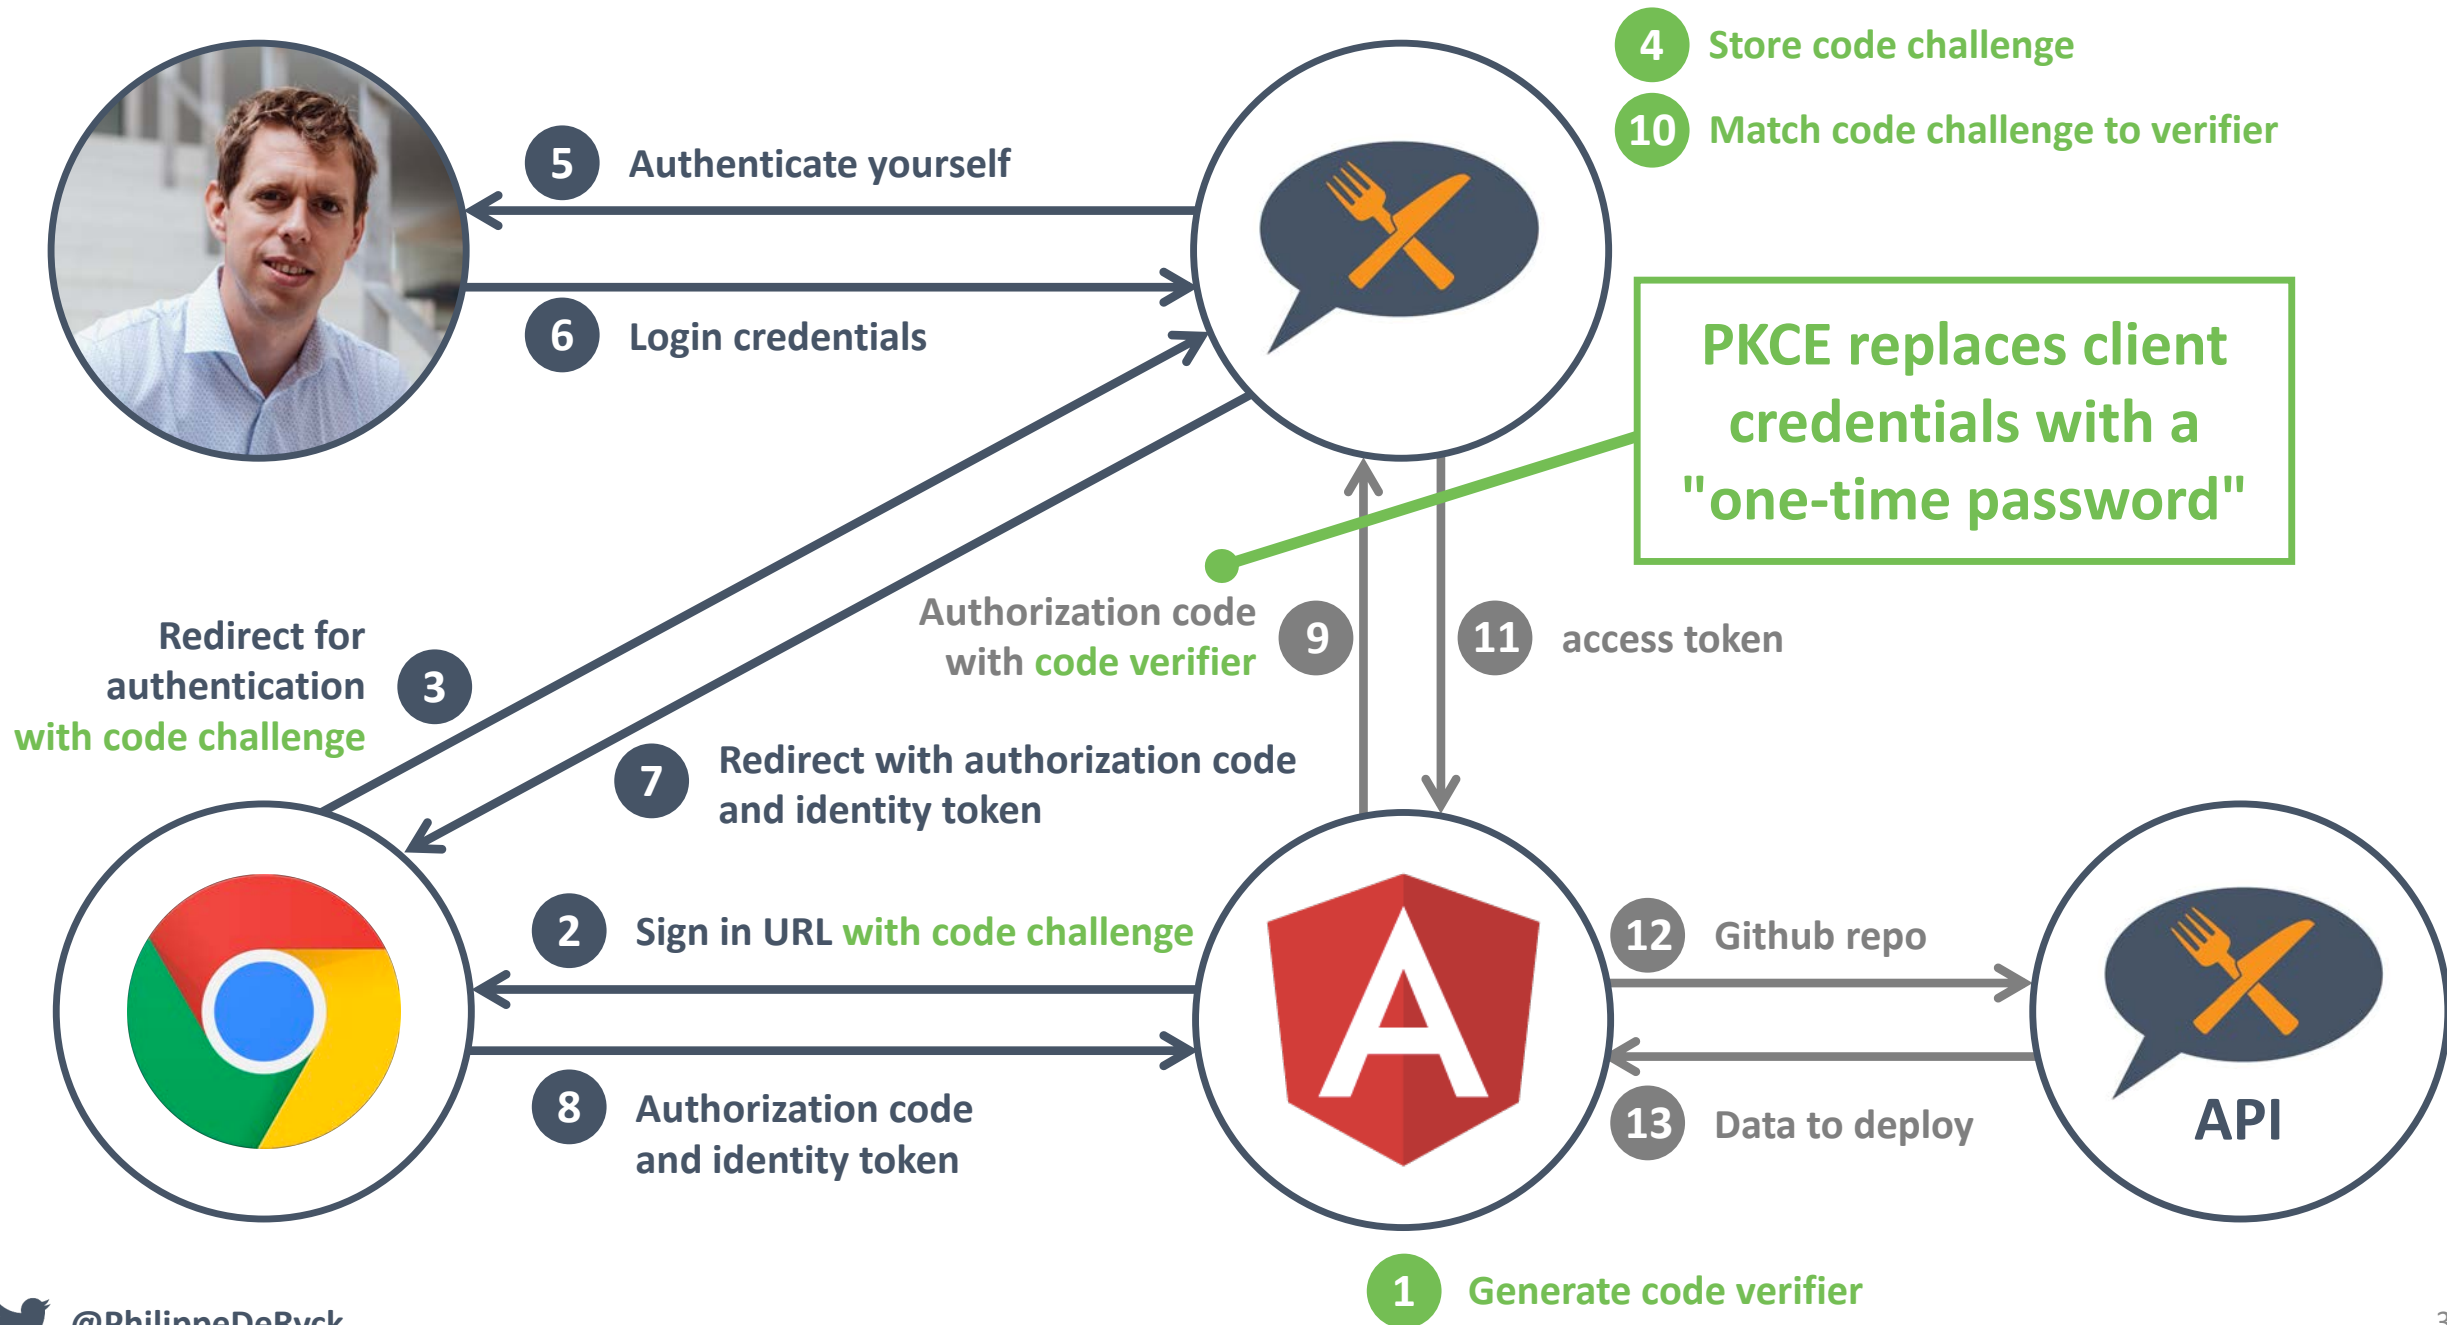 4 Store code challenge
10 Match code challenge to verifier
5 Authenticate yourself
6 Login credentials
PKCE replaces client
credentials with a
"one-time password"
Redirect for
authentication
with code challenge
3
Authorization code
with code verifier
9
11 access token
7
Redirect with authorization code
and identity token
2 Sign in URL with code challenge
8
Authorization code
and identity token
12 Github repo
13 Data to deploy
API
1 Generate code verifier
@PhilippeDeRyck